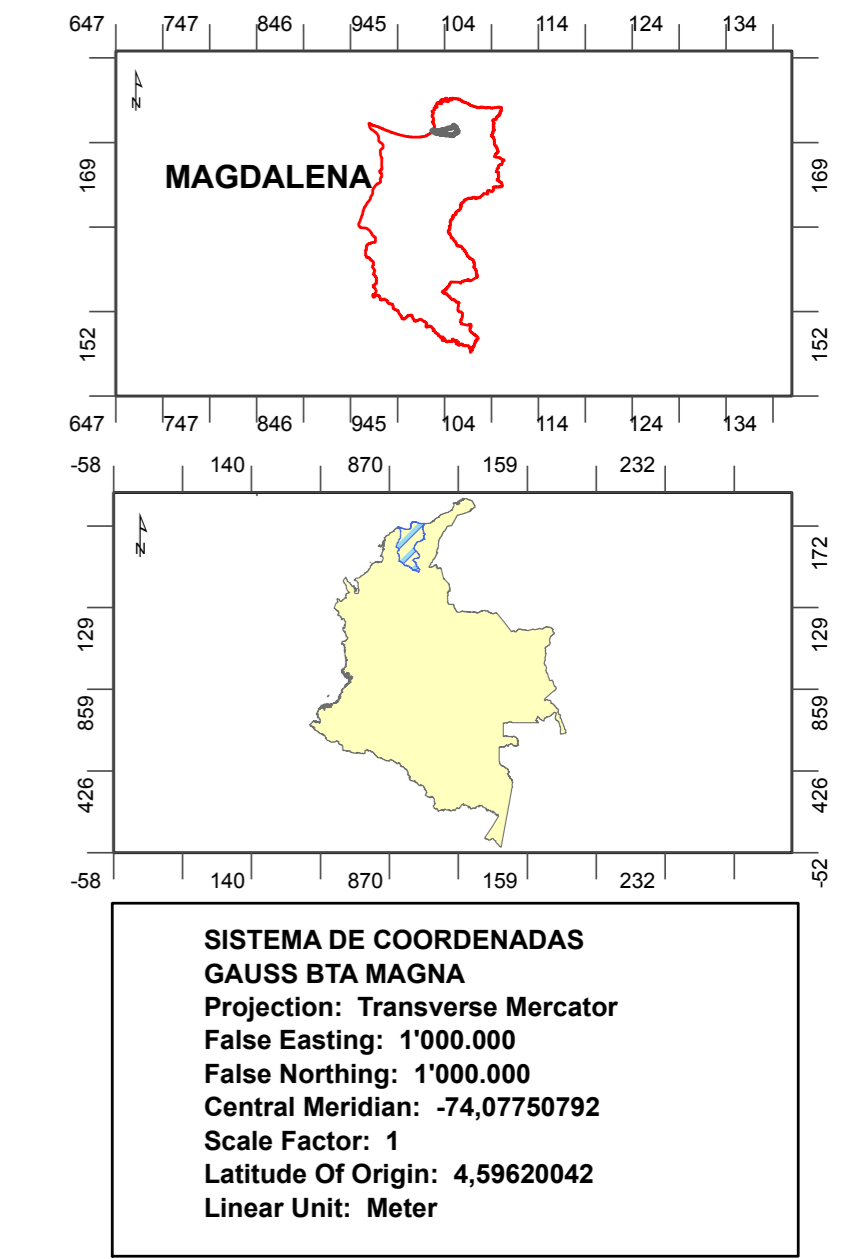 647 747 846 945 104 114 124 134
N
169 169
MAGDALENA
152 152
647 747 846 945 104 114 124 134
-58 140 870 159 232
N
172
129 129
859 859
426 426
-52
-58 140 870 159 232
SISTEMA DE COORDENADAS
GAUSS BTA MAGNA
Projection: Transverse Mercator
False Easting: 1'000.000
False Northing: 1'000.000
Central Meridian: -74,07750792
Scale Factor: 1
Latitude Of Origin: 4,59620042
Linear Unit: Meter